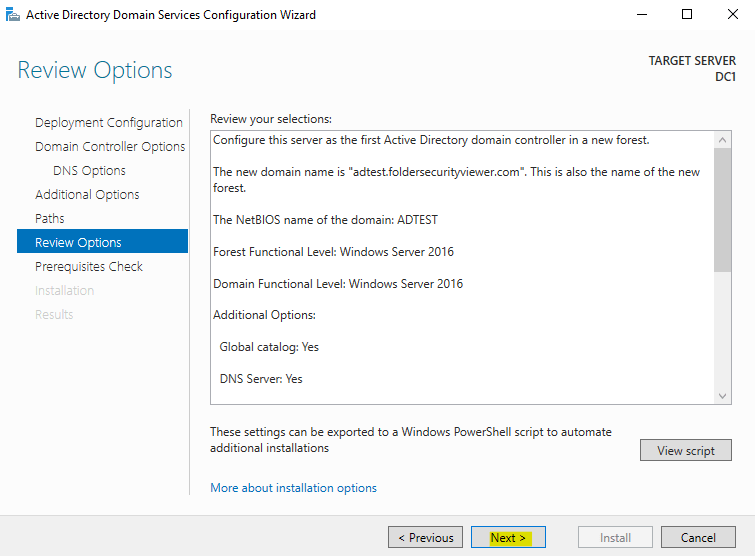 Active Directory Domain Services Configuration Wizard
Review Options
TARGET SERVER
DC1
Deployment Configuration
Domain Controller Options
DNS Options
Additional Options
Paths
Review Options
Prerequisites Check
Installation
Results
Review your selections:
Configure this server as the first Active Directory domain controller in a new forest.
The new domain name is "adtest.foldersecurityviewer.com". This is also the name of the new
forest.
The NetBIOS name of the domain: ADTEST
Forest Functional Level: Windows Server 2016
Domain Functional Level: Windows Server 2016
Additional Options:
Global catalog: Yes
DNS Server: Yes
These settings can be exported to a Windows PowerShell script to automate
additional installations
View script
More about installation options
< Previous
Next >
Install
Cancel